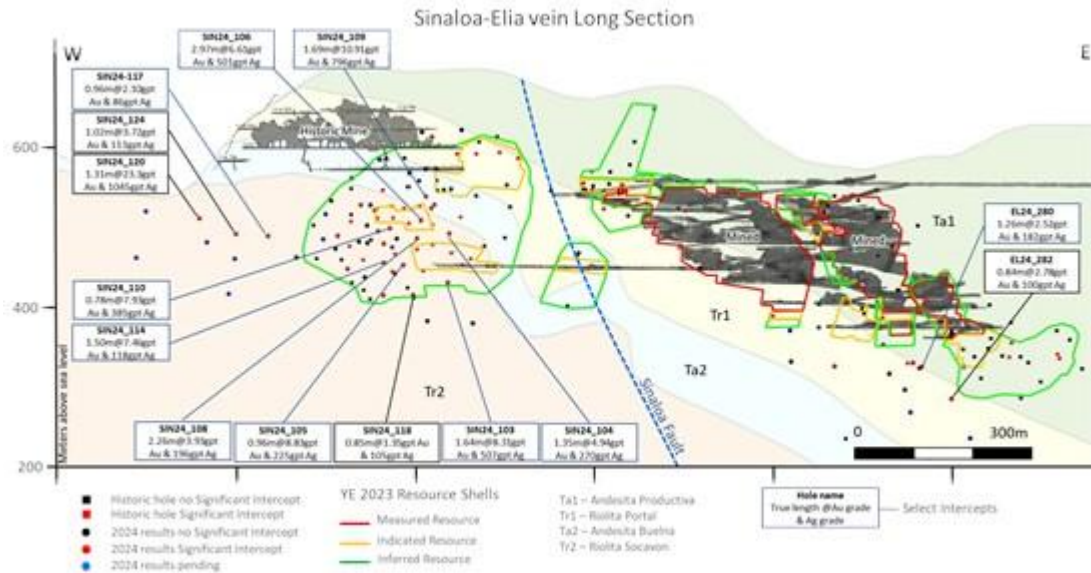 Sinaloa-Elia vein Long Section
W
E
SIN24_106
2.97m@6.61gpt
Au & 501gpt Ag
SIN24_109
1.69m@10.91gpt
Au & 796gpt Ag
SIN24-117
0.96m@2.10gpt
Au & 86gpt Ag
SIN24_124
1.02m@3.72gpt
Au & 113gpt Ag
SIN24_120
1.31m@23.3gpt
Au & 1045gpt Ag
Historic Mine
600
Mined
Mined
Ta1
EL24_280
1.26m@2.52gpt
Au & 182gpt Ag
EL24_282
0.84m@2.78gpt
Au & 100gpt Ag
SIN24_110
0.78m@7.93gpt
Au & 385gpt Ag
SIN24_114
1.50m@7.46gpt
Au & 118gpt Ag
400
Tr1
Ta2
Tr2
Sinaloa Fault
Meters above sea level
SIN24_108
2.26m@3.93gpt
Au & 196gpt Ag
SIN24_105
0.96m@8.83gpt
Au & 225gpt Ag
SIN24_118
0.85m@1.35gpt Au
& 105gpt Ag
SIN24_103
1.64m@8.31gpt
Au & 507gpt Ag
SIN24_104
1.35m@4.94gpt
Au & 270gpt Ag
0 300m
200
Historic hole no Significant Intercept
Historic hole Significant Intercept
2024 results no Significant intercept
2024 results Significant Intercept
2024 results pending
YE 2023 Resource Shells
Measured Resource
Indicated Resource
Inferred Resource
Ta1 – Andesita Productiva
Tr1 – Riolita Portal
Ta2 – Andesita Buelna
Tr2 – Riolita Socavon
Hole name
True length @Au grade
& Ag grade
Select Intercepts